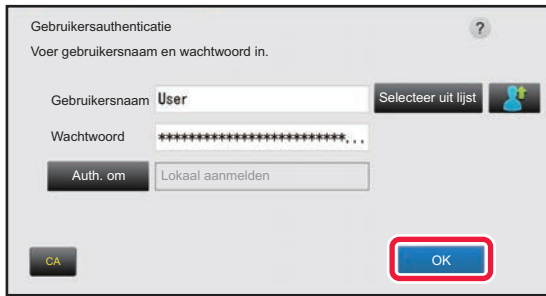 Gebruikersauthenticatie
?
Voer gebruikersnaam en wachtwoord in.
Gebruikersnaam User Selecteer uit lijst
Wachtwoord **************************...
Auth. om Lokaal aanmelden
CA OK